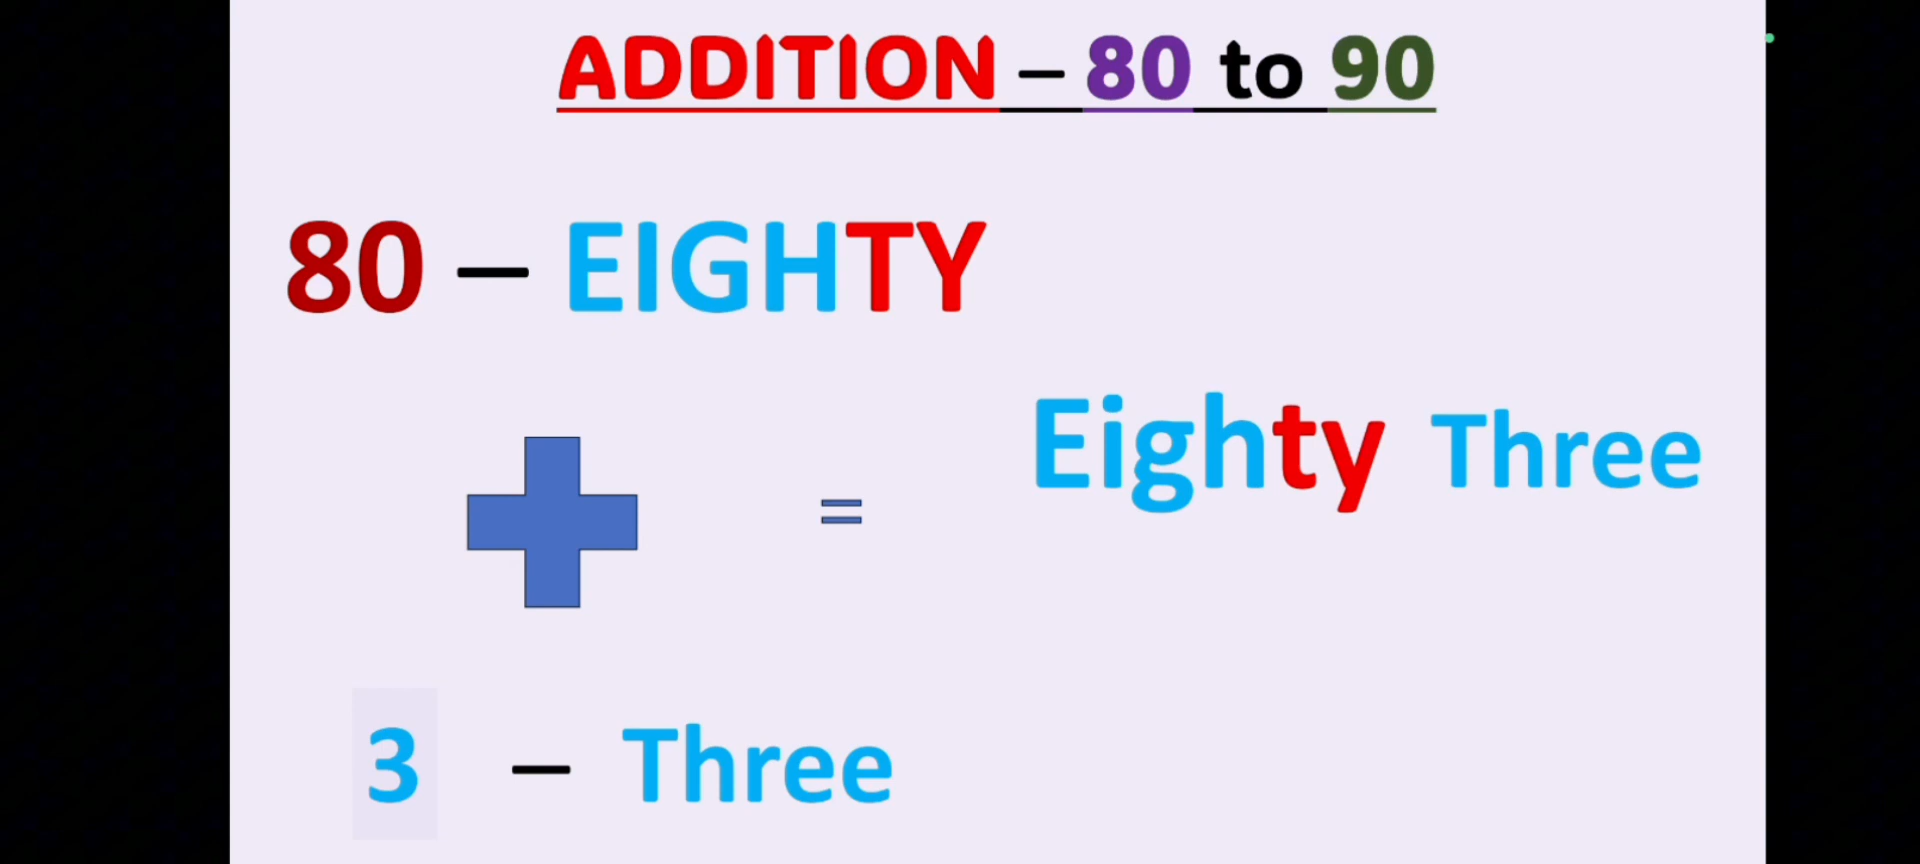 ADDITION – 80 to 90
80 – EIGHTY
= Eighty Three
3 – Three